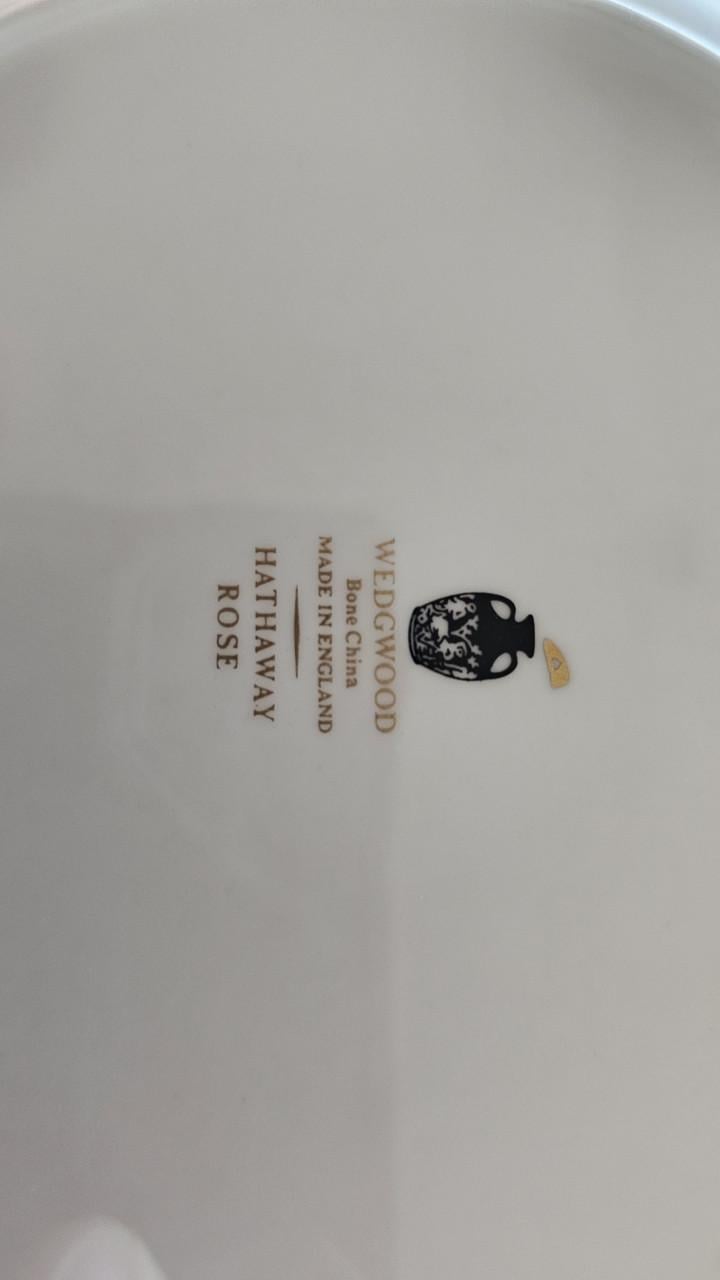 WEDGWOOD
Bone China
MADE IN ENGLAND
HATHAWAY
ROSE